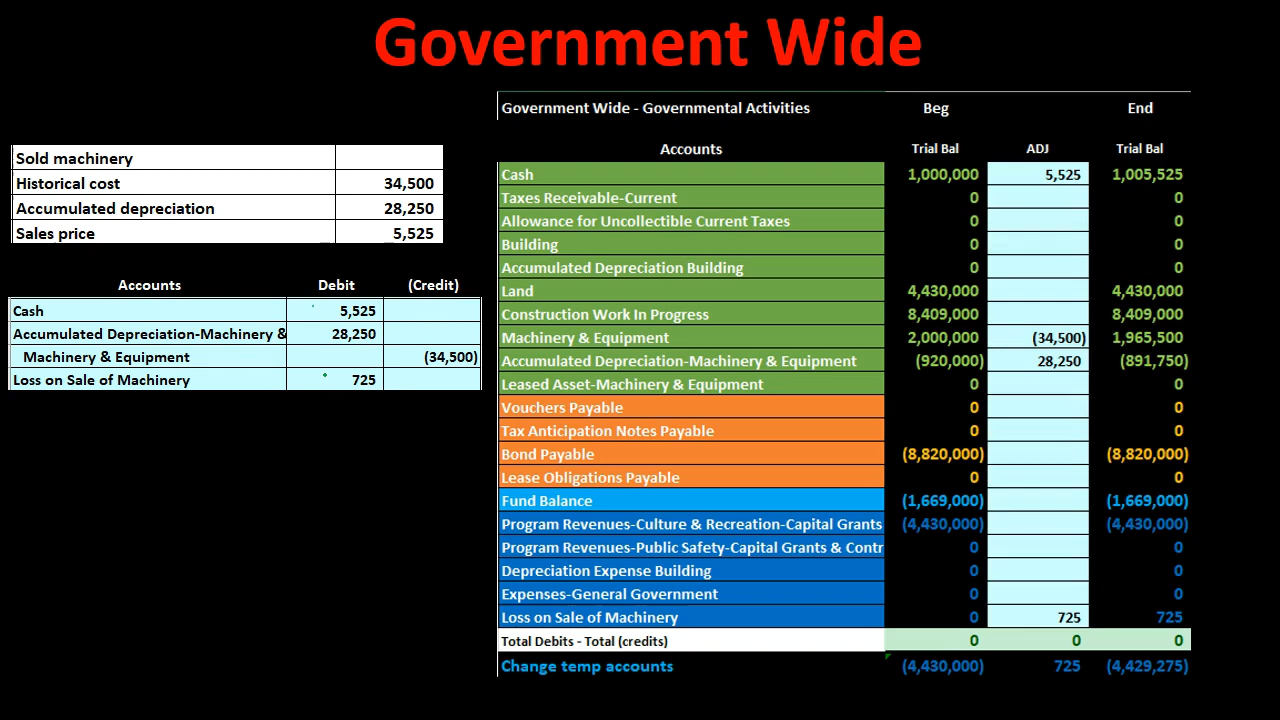 Government Wide
Sold machinery
Historical cost 34,500
Accumulated depreciation 28,250
Sales price 5,525
Accounts Debit (Credit)
Cash 5,525
Accumulated Depreciation-Machinery &
28,250
Machinery & Equipment (34,500)
Loss on Sale of Machinery 725
Government Wide - Governmental Activities Beg End
Accounts Trial Bal ADJ Trial Bal
Cash 1,000,000 5,525 1,005,525
Taxes Receivable-Current 0 0
Allowance for Uncollectible Current Taxes 0 0
Building 0 0
Accumulated Depreciation Building 0 0
Land 4,430,000 4,430,000
Construction Work In Progress 8,409,000 8,409,000
Machinery & Equipment 2,000,000 (34,500) 1,965,500
Accumulated Depreciation-Machinery & Equipment (920,000) 28,250 (891,750)
Leased Asset-Machinery & Equipment 0 0
Vouchers Payable 0 0
Tax Anticipation Notes Payable 0 0
Bond Payable (8,820,000) (8,820,000)
Lease Obligations Payable 0 0
Fund Balance (1,669,000) (1,669,000)
Program Revenues-Culture & Recreation-Capital Grants (4,430,000) (4,430,000)
Program Revenues-Public Safety-Capital Grants & Contr 0 0
Depreciation Expense Building 0 0
Expenses-General Government 0 0
Loss on Sale of Machinery 0 725 725
Total Debits - Total (credits) 0 0 0
Change temp accounts (4,430,000) 725 (4,429,275)